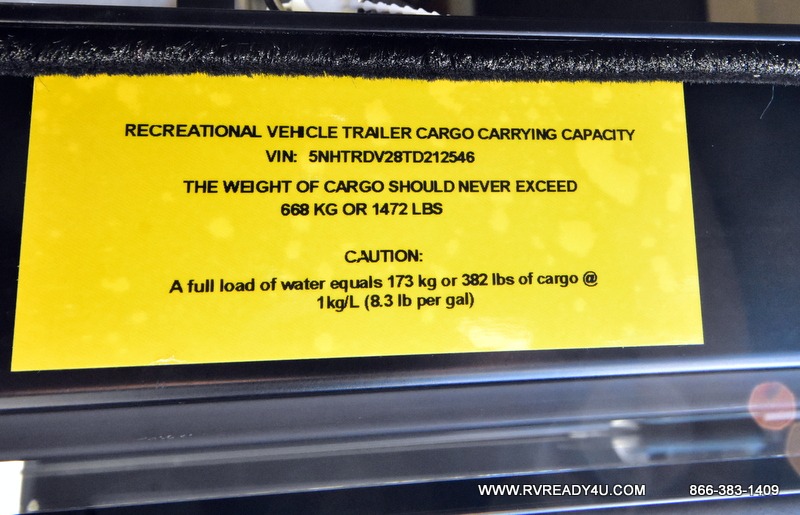 RECREATIONAL VEHICLE TRAILER CARGO CARRYING CAPACITY
VIN: 5NHTRDV28TD212546
THE WEIGHT OF CARGO SHOULD NEVER EXCEED
668 KG OR 1472 LBS
CAUTION:
A full load of water equals 173 kg or 382 lbs of cargo @
1kg/L (8.3 lb per gal)
WWW.RVREADY4U.COM 866-383-1409